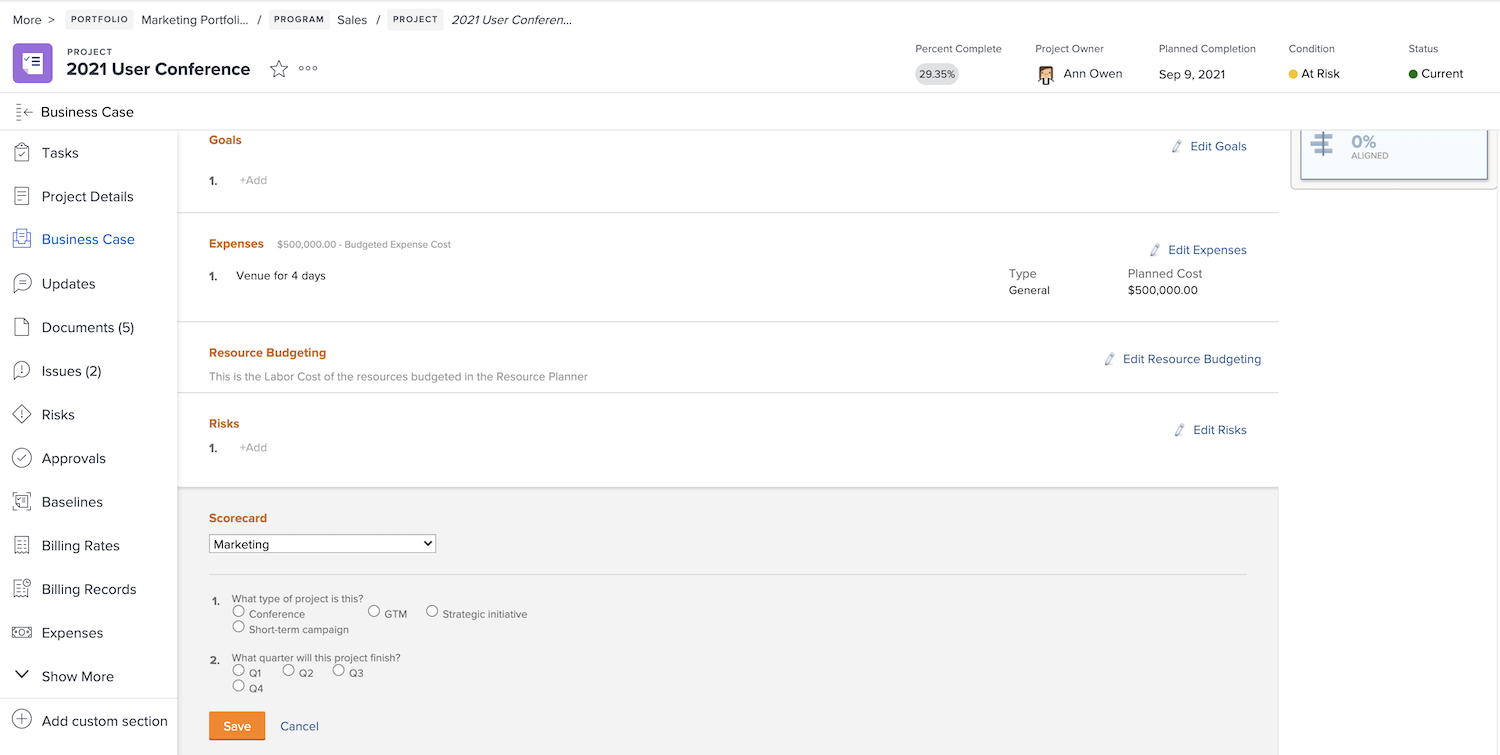 More > PORTFOLIO Marketing Portfoli... / PROGRAM Sales / PROJECT 2021 User Conferen...
PROJECT
2021 User Conference
Percent Complete
29.35%
Project Owner
Ann Owen
Planned Completion
Sep 9, 2021
Condition
At Risk
Status
Current
Business Case
Tasks
Project Details
Business Case
Updates
Documents (5)
Issues (2)
Risks
Approvals
Baselines
Billing Rates
Billing Records
Expenses
Show More
Add custom section
Goals
Edit Goals
1. +Add
Expenses $500,000.00 - Budgeted Expense Cost
Edit Expenses
1. Venue for 4 days
Type
General
Planned Cost
$500,000.00
Resource Budgeting
Edit Resource Budgeting
This is the Labor Cost of the resources budgeted in the Resource Planner
Risks
Edit Risks
1. +Add
Scorecard
Marketing
1. What type of project is this?
Conference GTM Strategic initiative
Short-term campaign
2. What quarter will this project finish?
Q1 Q2 Q3
Q4
Save Cancel
0%
ALIGNED